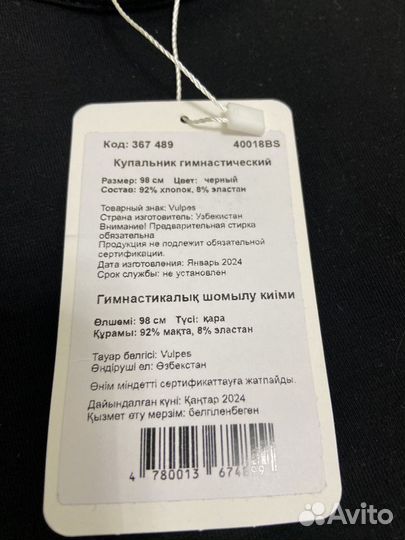 Код: 367 489 40018BS
Купальник гимнастический
Размер: 98 см Цвет: черный
Состав: 92% хлопок, 8% эластан
Товарный знак: Vulpes
Страна изготовитель: Узбекистан
Внимание! Предварительная стирка
обязательна
Продукция не подлежит обязательной
сертификации.
Дата изготовления: Январь 2024
Срок службы: не установлен
Гимнастикалық шомылу киімі
Өлшемі: 98 см Түсі: қара
Құрамы: 92% мақта, 8% эластан
Тауар белгісі: Vulpes
Өндіруші ел: Өзбекстан
Өнім міндетті сертификаттауға жатпайды.
Дайындалған күні: Қаңтар 2024
Қызмет өту мерзім: белгіленбеген
4 780013
Avito